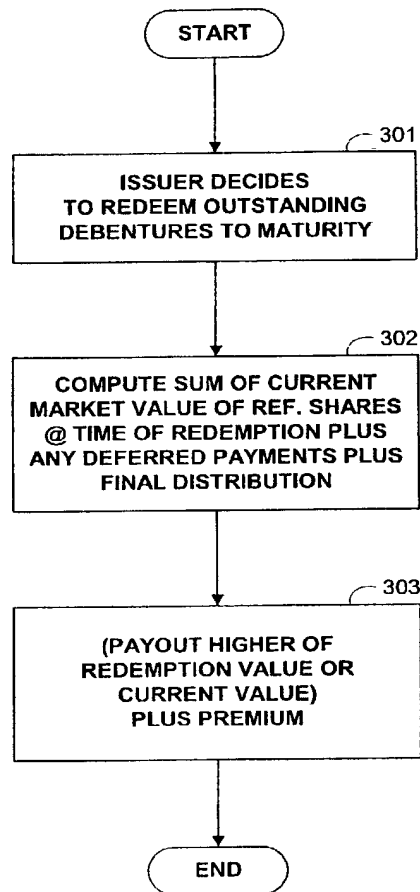 START
301
ISSUER DECIDES
TO REDEEM OUTSTANDING
DEBENTURES TO MATURITY
302
COMPUTE SUM OF CURRENT
MARKET VALUE OF REF. SHARES
@ TIME OF REDEMPTION PLUS
ANY DEFERRED PAYMENTS PLUS
FINAL DISTRIBUTION
303
(PAYOUT HIGHER OF
REDEMPTION VALUE OR
CURRENT VALUE)
PLUS PREMIUM
END